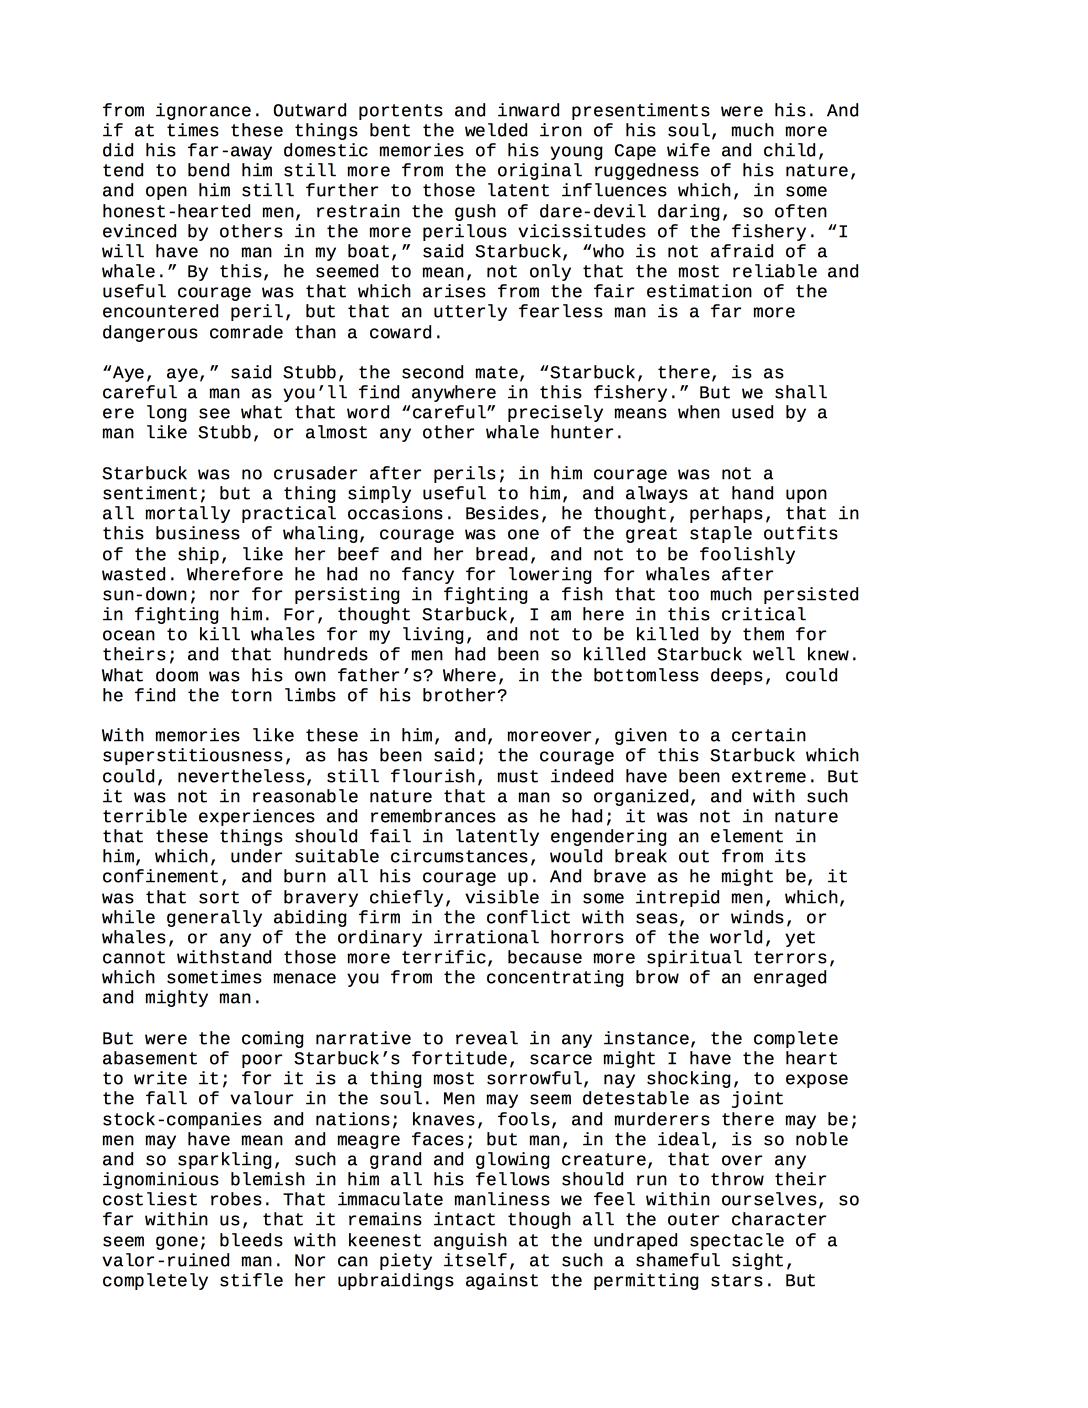 from ignorance. Outward portents and inward presentiments were his. And
if at times these things bent the welded iron of his soul, much more
did his far-away domestic memories of his young Cape wife and child,
tend to bend him still more from the original ruggedness of his nature,
and open him still further to those latent influences which, in some
honest-hearted men, restrain the gush of dare-devil daring, so often
evinced by others in the more perilous vicissitudes of the fishery. “I
will have no man in my boat,” said Starbuck, “who is not afraid of a
whale.” By this, he seemed to mean, not only that the most reliable and
useful courage was that which arises from the fair estimation of the
encountered peril, but that an utterly fearless man is a far more
dangerous comrade than a coward.

“Aye, aye,” said Stubb, the second mate, “Starbuck, there, is as
careful a man as you’ll find anywhere in this fishery.” But we shall
ere long see what that word “careful” precisely means when used by a
man like Stubb, or almost any other whale hunter.

Starbuck was no crusader after perils; in him courage was not a
sentiment; but a thing simply useful to him, and always at hand upon
all mortally practical occasions. Besides, he thought, perhaps, that in
this business of whaling, courage was one of the great staple outfits
of the ship, like her beef and her bread, and not to be foolishly
wasted. Wherefore he had no fancy for lowering for whales after
sun-down; nor for persisting in fighting a fish that too much persisted
in fighting him. For, thought Starbuck, I am here in this critical
ocean to kill whales for my living, and not to be killed by them for
theirs; and that hundreds of men had been so killed Starbuck well knew.
What doom was his own father’s? Where, in the bottomless deeps, could
he find the torn limbs of his brother?

With memories like these in him, and, moreover, given to a certain
superstitiousness, as has been said; the courage of this Starbuck which
could, nevertheless, still flourish, must indeed have been extreme. But
it was not in reasonable nature that a man so organized, and with such
terrible experiences and remembrances as he had; it was not in nature
that these things should fail in latently engendering an element in
him, which, under suitable circumstances, would break out from its
confinement, and burn all his courage up. And brave as he might be, it
was that sort of bravery chiefly, visible in some intrepid men, which,
while generally abiding firm in the conflict with seas, or winds, or
whales, or any of the ordinary irrational horrors of the world, yet
cannot withstand those more terrific, because more spiritual terrors,
which sometimes menace you from the concentrating brow of an enraged
and mighty man.

But were the coming narrative to reveal in any instance, the complete
abasement of poor Starbuck’s fortitude, scarce might I have the heart
to write it; for it is a thing most sorrowful, nay shocking, to expose
the fall of valour in the soul. Men may seem detestable as joint
stock-companies and nations; knaves, fools, and murderers there may be;
men may have mean and meagre faces; but man, in the ideal, is so noble
and so sparkling, such a grand and glowing creature, that over any
ignominious blemish in him all his fellows should run to throw their
costliest robes. That immaculate manliness we feel within ourselves, so
far within us, that it remains intact though all the outer character
seem gone; bleeds with keenest anguish at the undraped spectacle of a
valor-ruined man. Nor can piety itself, at such a shameful sight,
completely stifle her upbraidings against the permitting stars. But